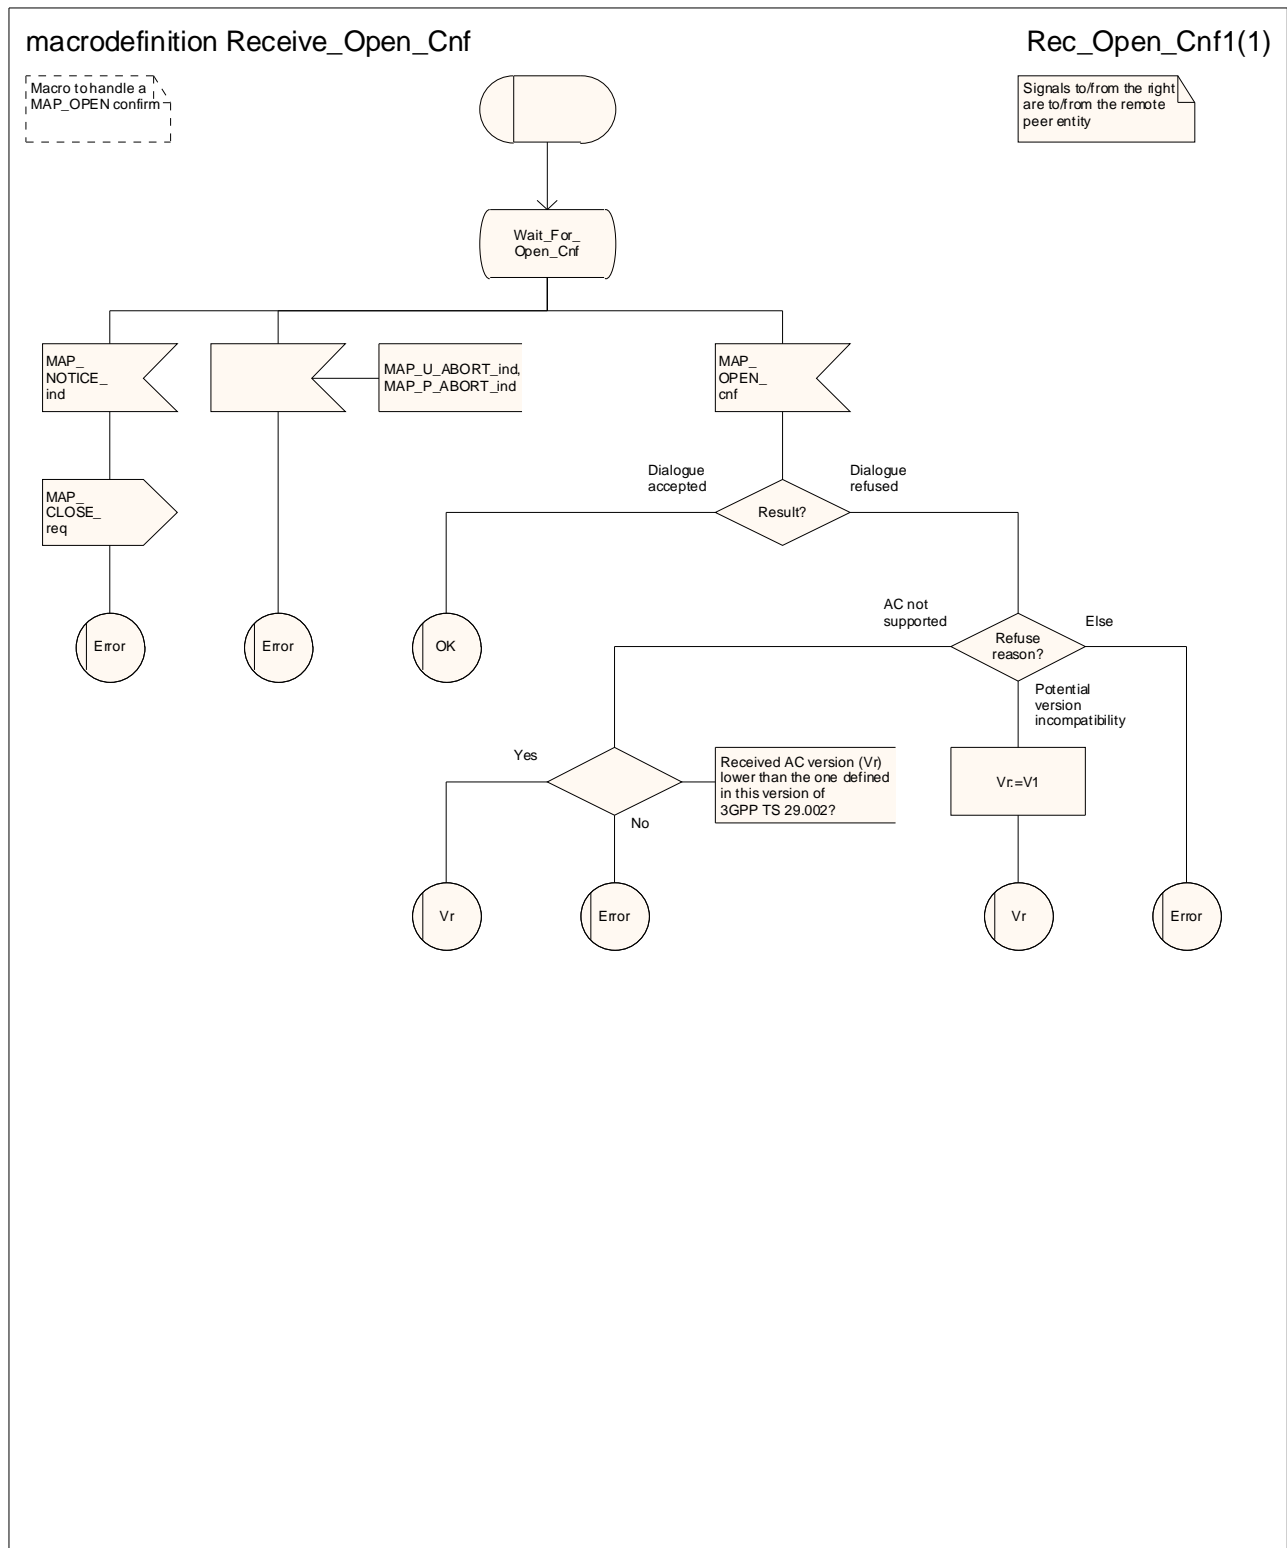 macrodefinition Receive_Open_Cnf
Rec_Open_Cnf1(1)
Macro to handle a
MAP_OPEN confirm
Signals to/from the right
are to/from the remote
peer entity
Wait_For_
Open_Cnf
MAP_
NOTICE_
ind
MAP_U_ABORT_ind,
MAP_P_ABORT_ind
MAP_
OPEN_
cnf
MAP_
CLOSE_
req
Dialogue
accepted
Dialogue
refused
Result?
Error
Error
OK
AC not
supported
Else
Refuse
reason?
Potential
version
incompatibility
Yes
Received AC version (Vr)
lower than the one defined
in this version of
3GPP TS 29.002?
No
Vr:=V1
Vr
Error
Vr
Error